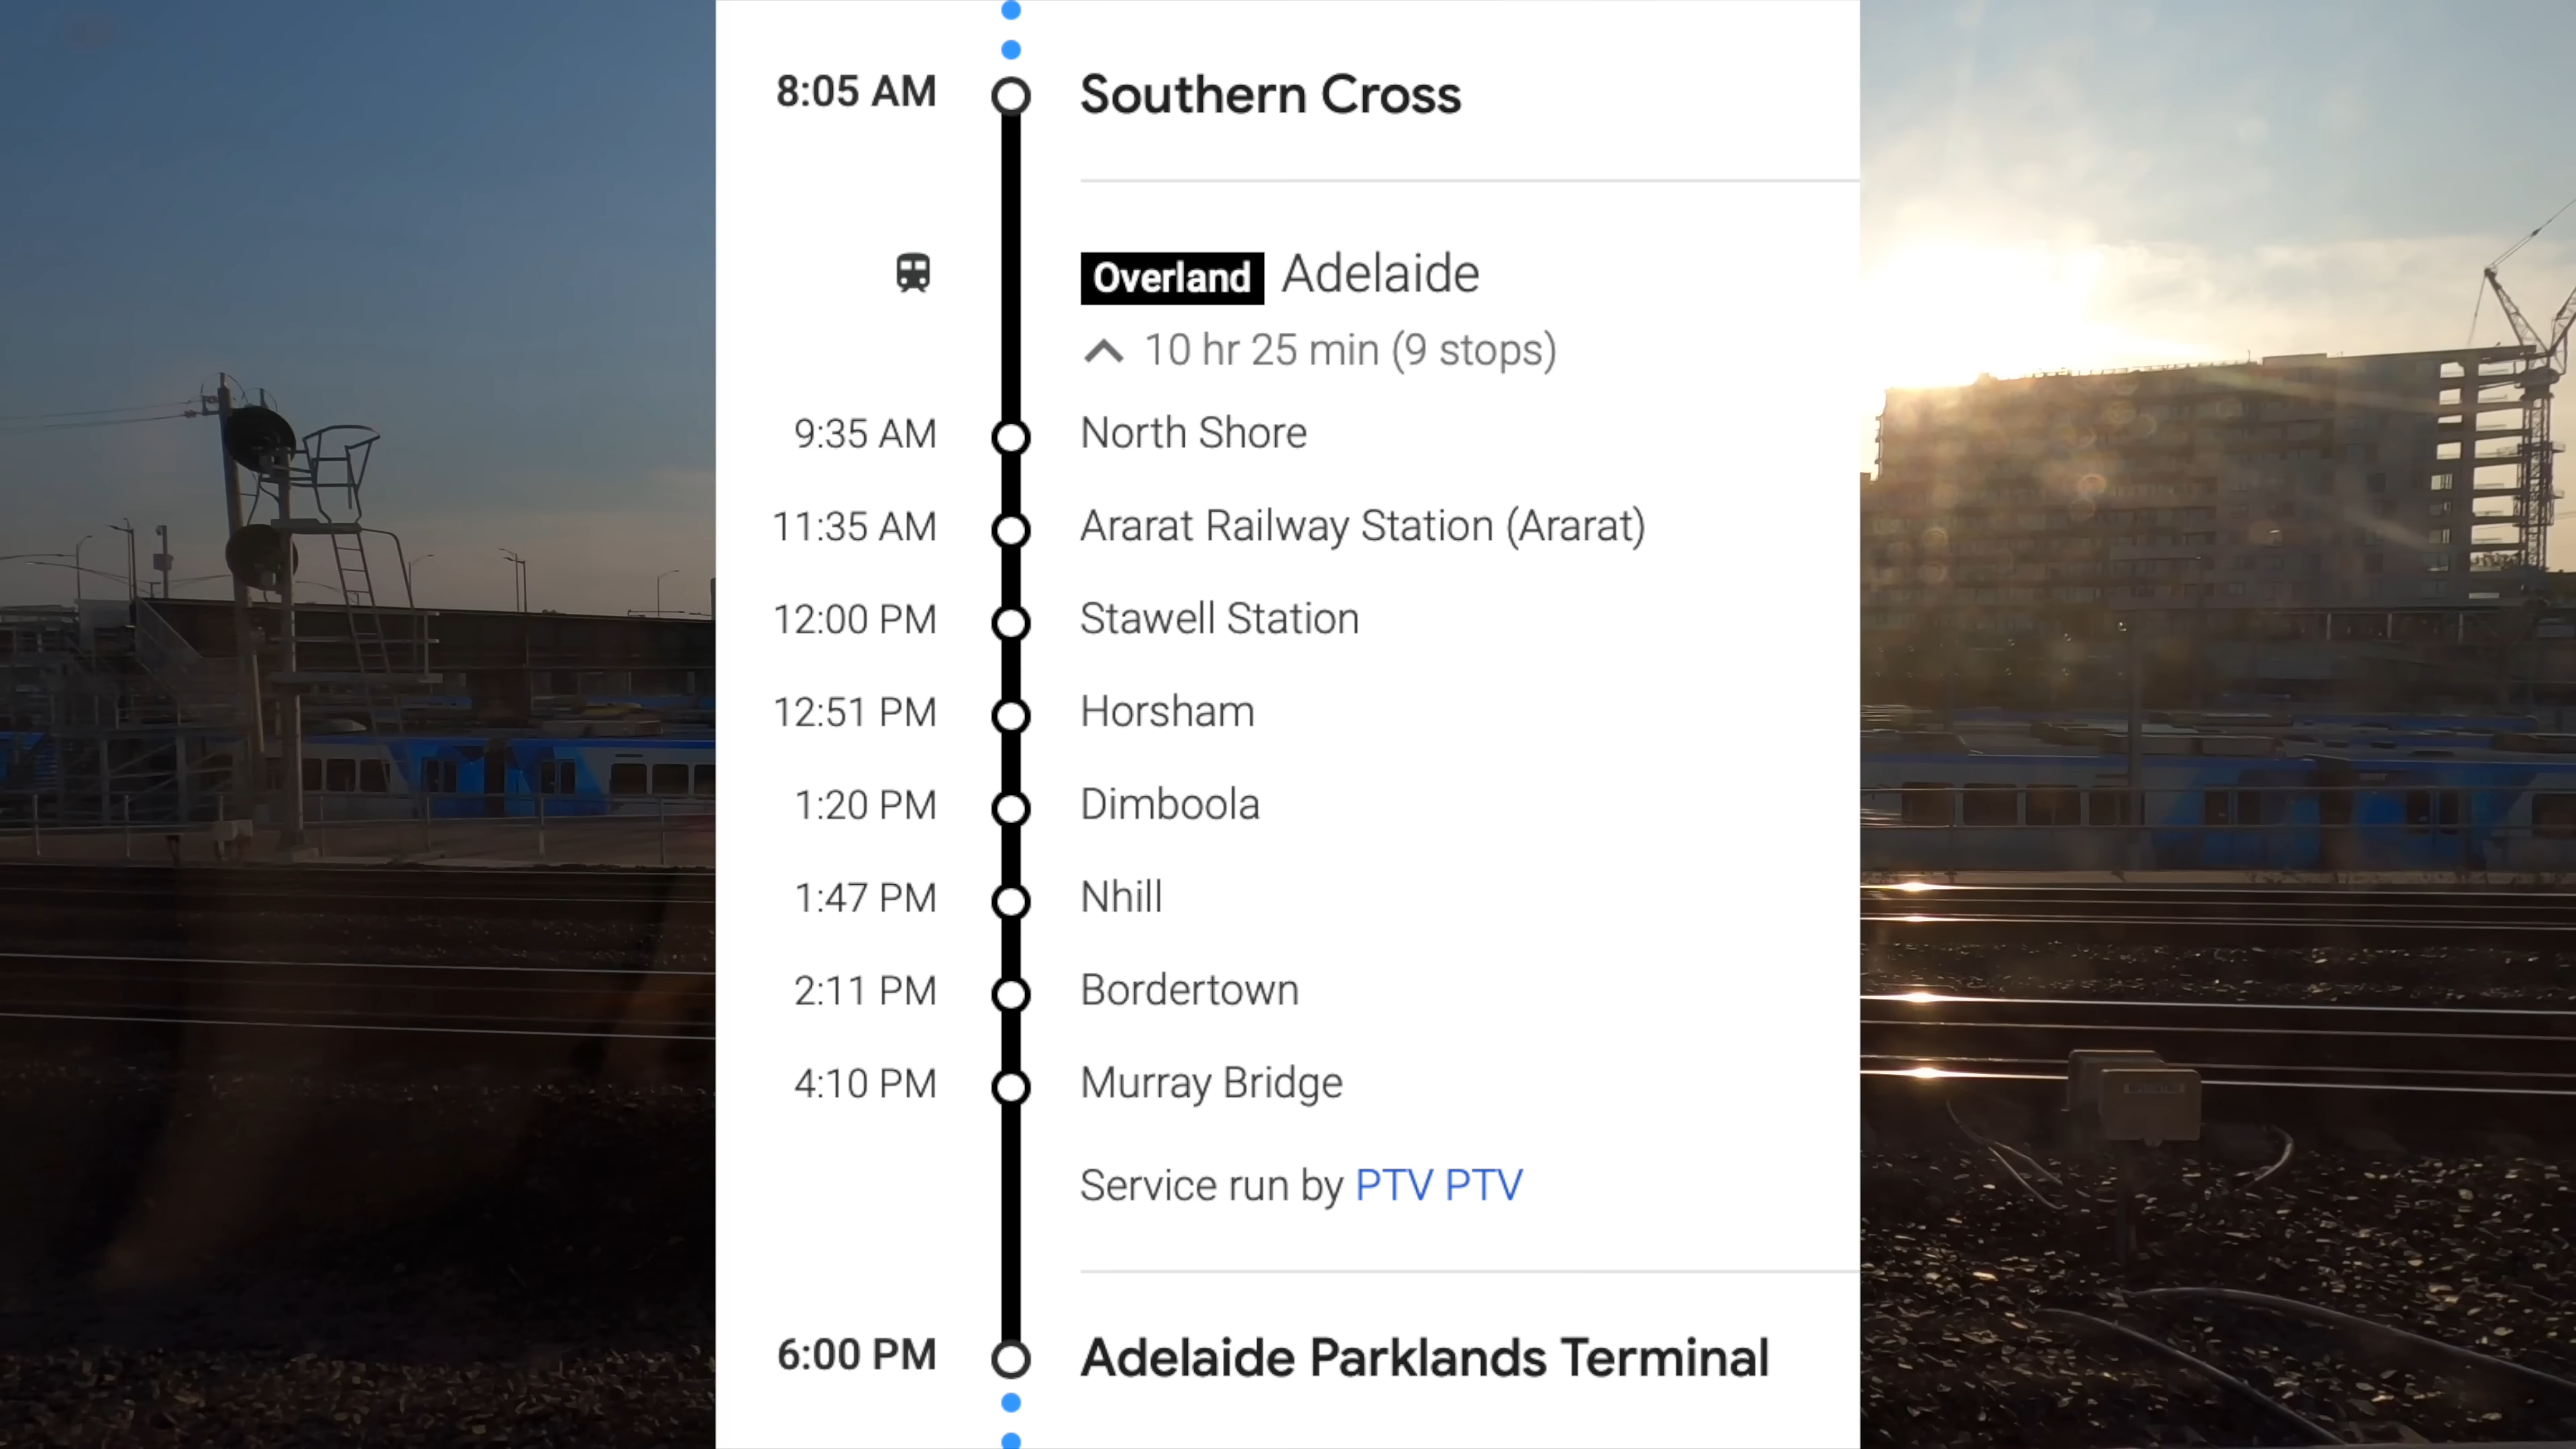 8:05 AM Southern Cross
Overland Adelaide
10 hr 25 min (9 stops)
9:35 AM North Shore
11:35 AM Ararat Railway Station (Ararat)
12:00 PM Stawell Station
12:51 PM Horsham
1:20 PM Dimboola
1:47 PM Nhill
2:11 PM Bordertown
4:10 PM Murray Bridge
Service run by PTV PTV
6:00 PM Adelaide Parklands Terminal